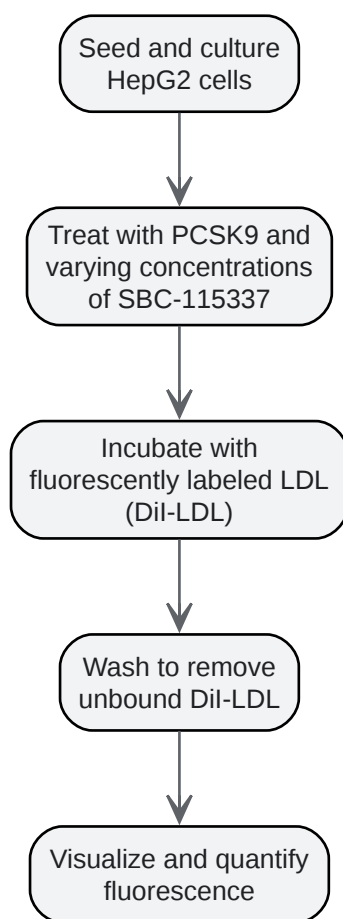 Seed and culture
HepG2 cells
Treat with PCSK9 and
varying concentrations
of SBC-115337
Incubate with
fluorescently labeled LDL
(DiI-LDL)
Wash to remove
unbound DiI-LDL
Visualize and quantify
fluorescence